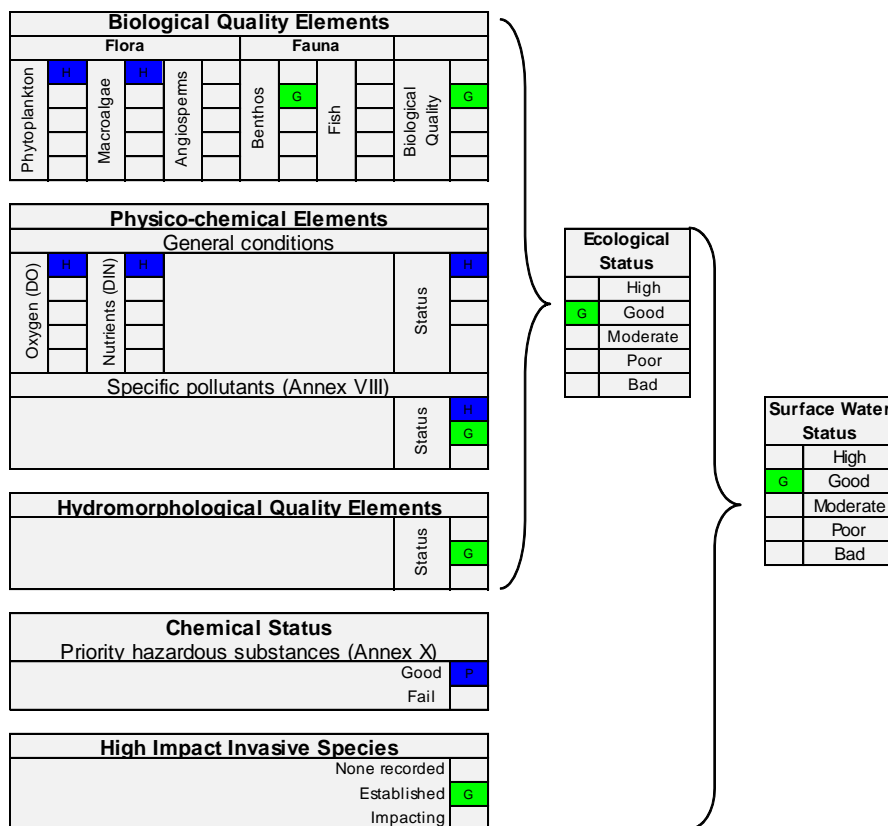 Biological Quality Elements
Flora
Fauna
Phytoplankton
H
Macroalgae
H
Angiosperms
Benthos
G
Fish
Biological
Quality
G
Physico-chemical Elements
General conditions
Oxygen (DO)
H
Nutrients (DIN)
H
Status
H
Specific pollutants (Annex VIII)
Status
H
G
Hydromorphological Quality Elements
Status
G
Chemical Status
Priority hazardous substances (Annex X)
Good P
Fail
High Impact Invasive Species
None recorded
Established G
Impacting
Ecological
Status
High
G Good
Moderate
Poor
Bad
Surface Water
Status
High
G Good
Moderate
Poor
Bad